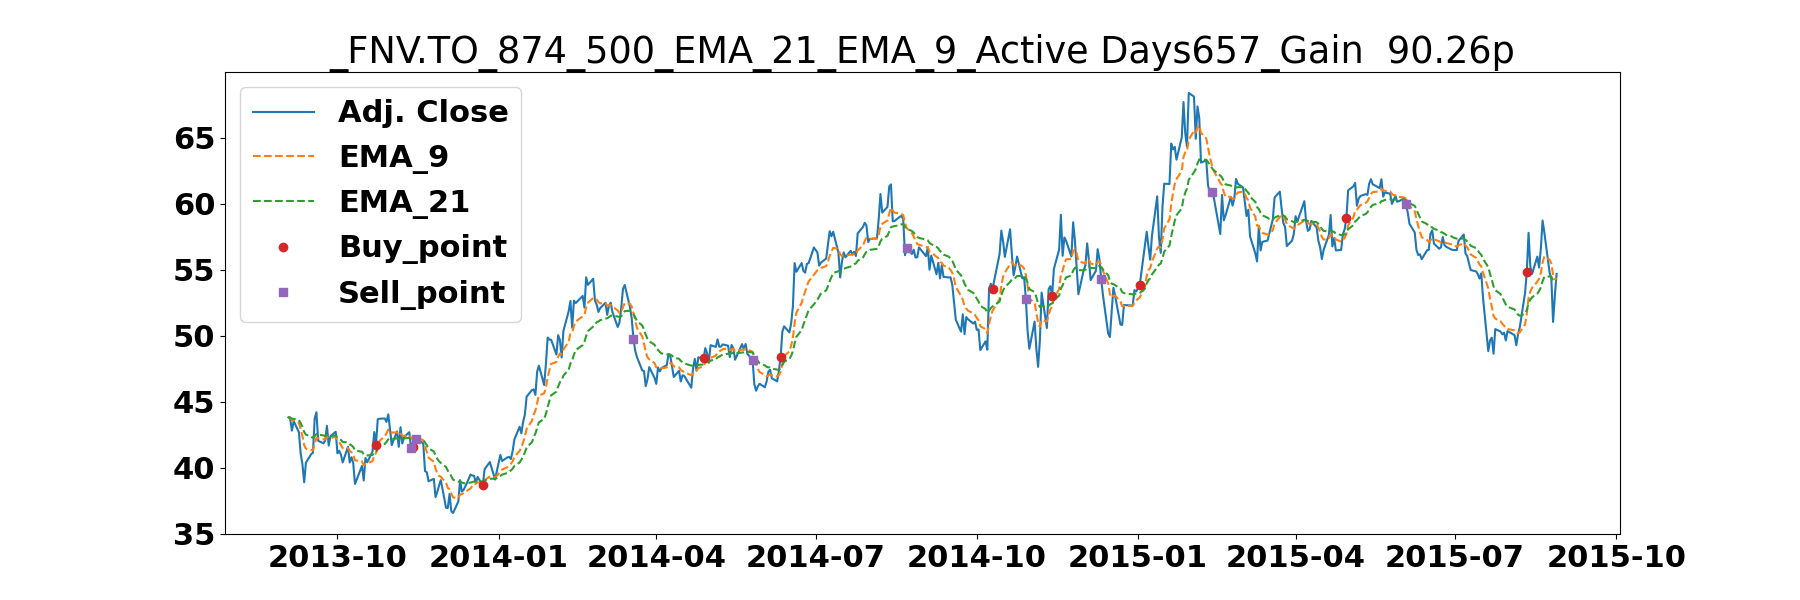 _FNV.TO_874_500_EMA_21_EMA_9_Active Days657_Gain  90.26p
Adj. Close
EMA_9
EMA_21
Buy_point
Sell_point
65
60
55
50
45
40
35
2013-10 2014-01 2014-04 2014-07 2014-10 2015-01 2015-04 2015-07 2015-10